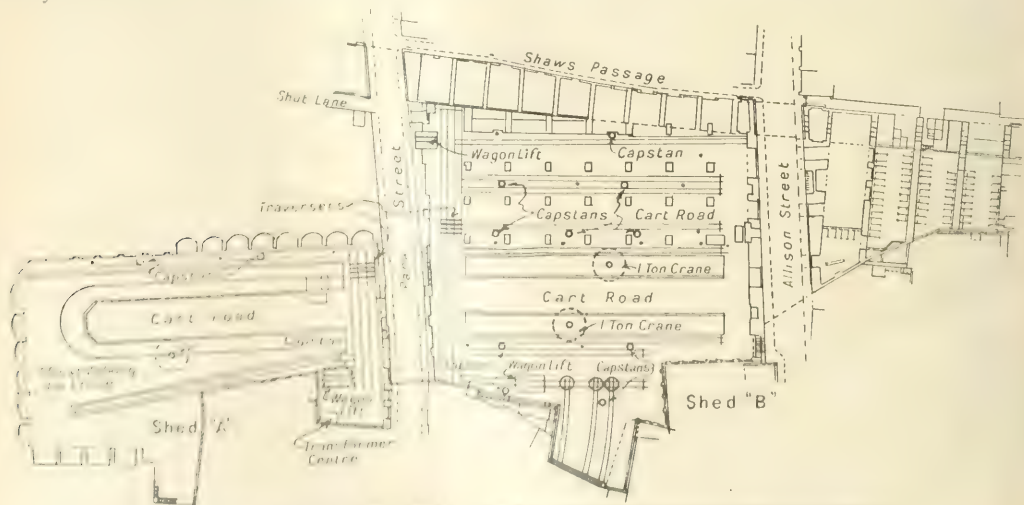 Shaws Passage
Shut Lane
Wagon Lift
Capstan
Street
Allison Street
Traversers
Capstans
Cart Road
1 Ton Crane
Cart Road
Cart Road
1 Ton Crane
Wagon Lift
Capstans
Shed "B"
Shed "A"
Transformer
Centre